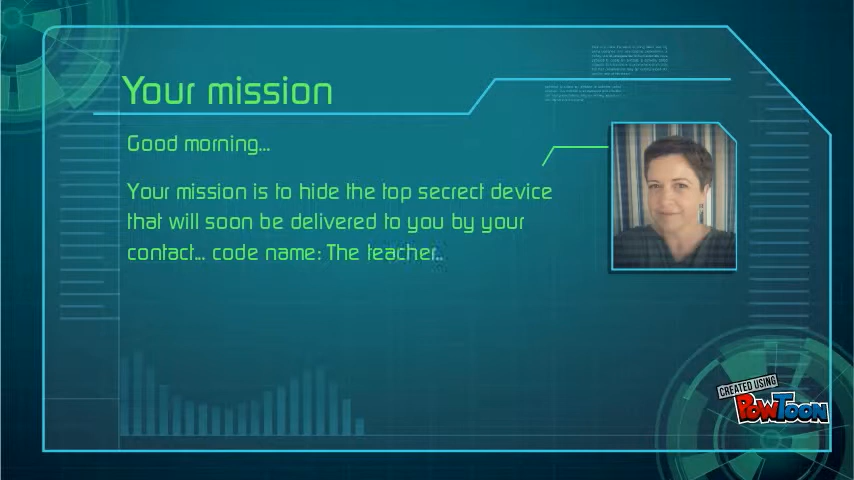 Your mission
Good morning...
Your mission is to hide the top secrect device
that will soon be delivered to you by your
contact... code name: The teacher..
CREATED USING
POWTOON